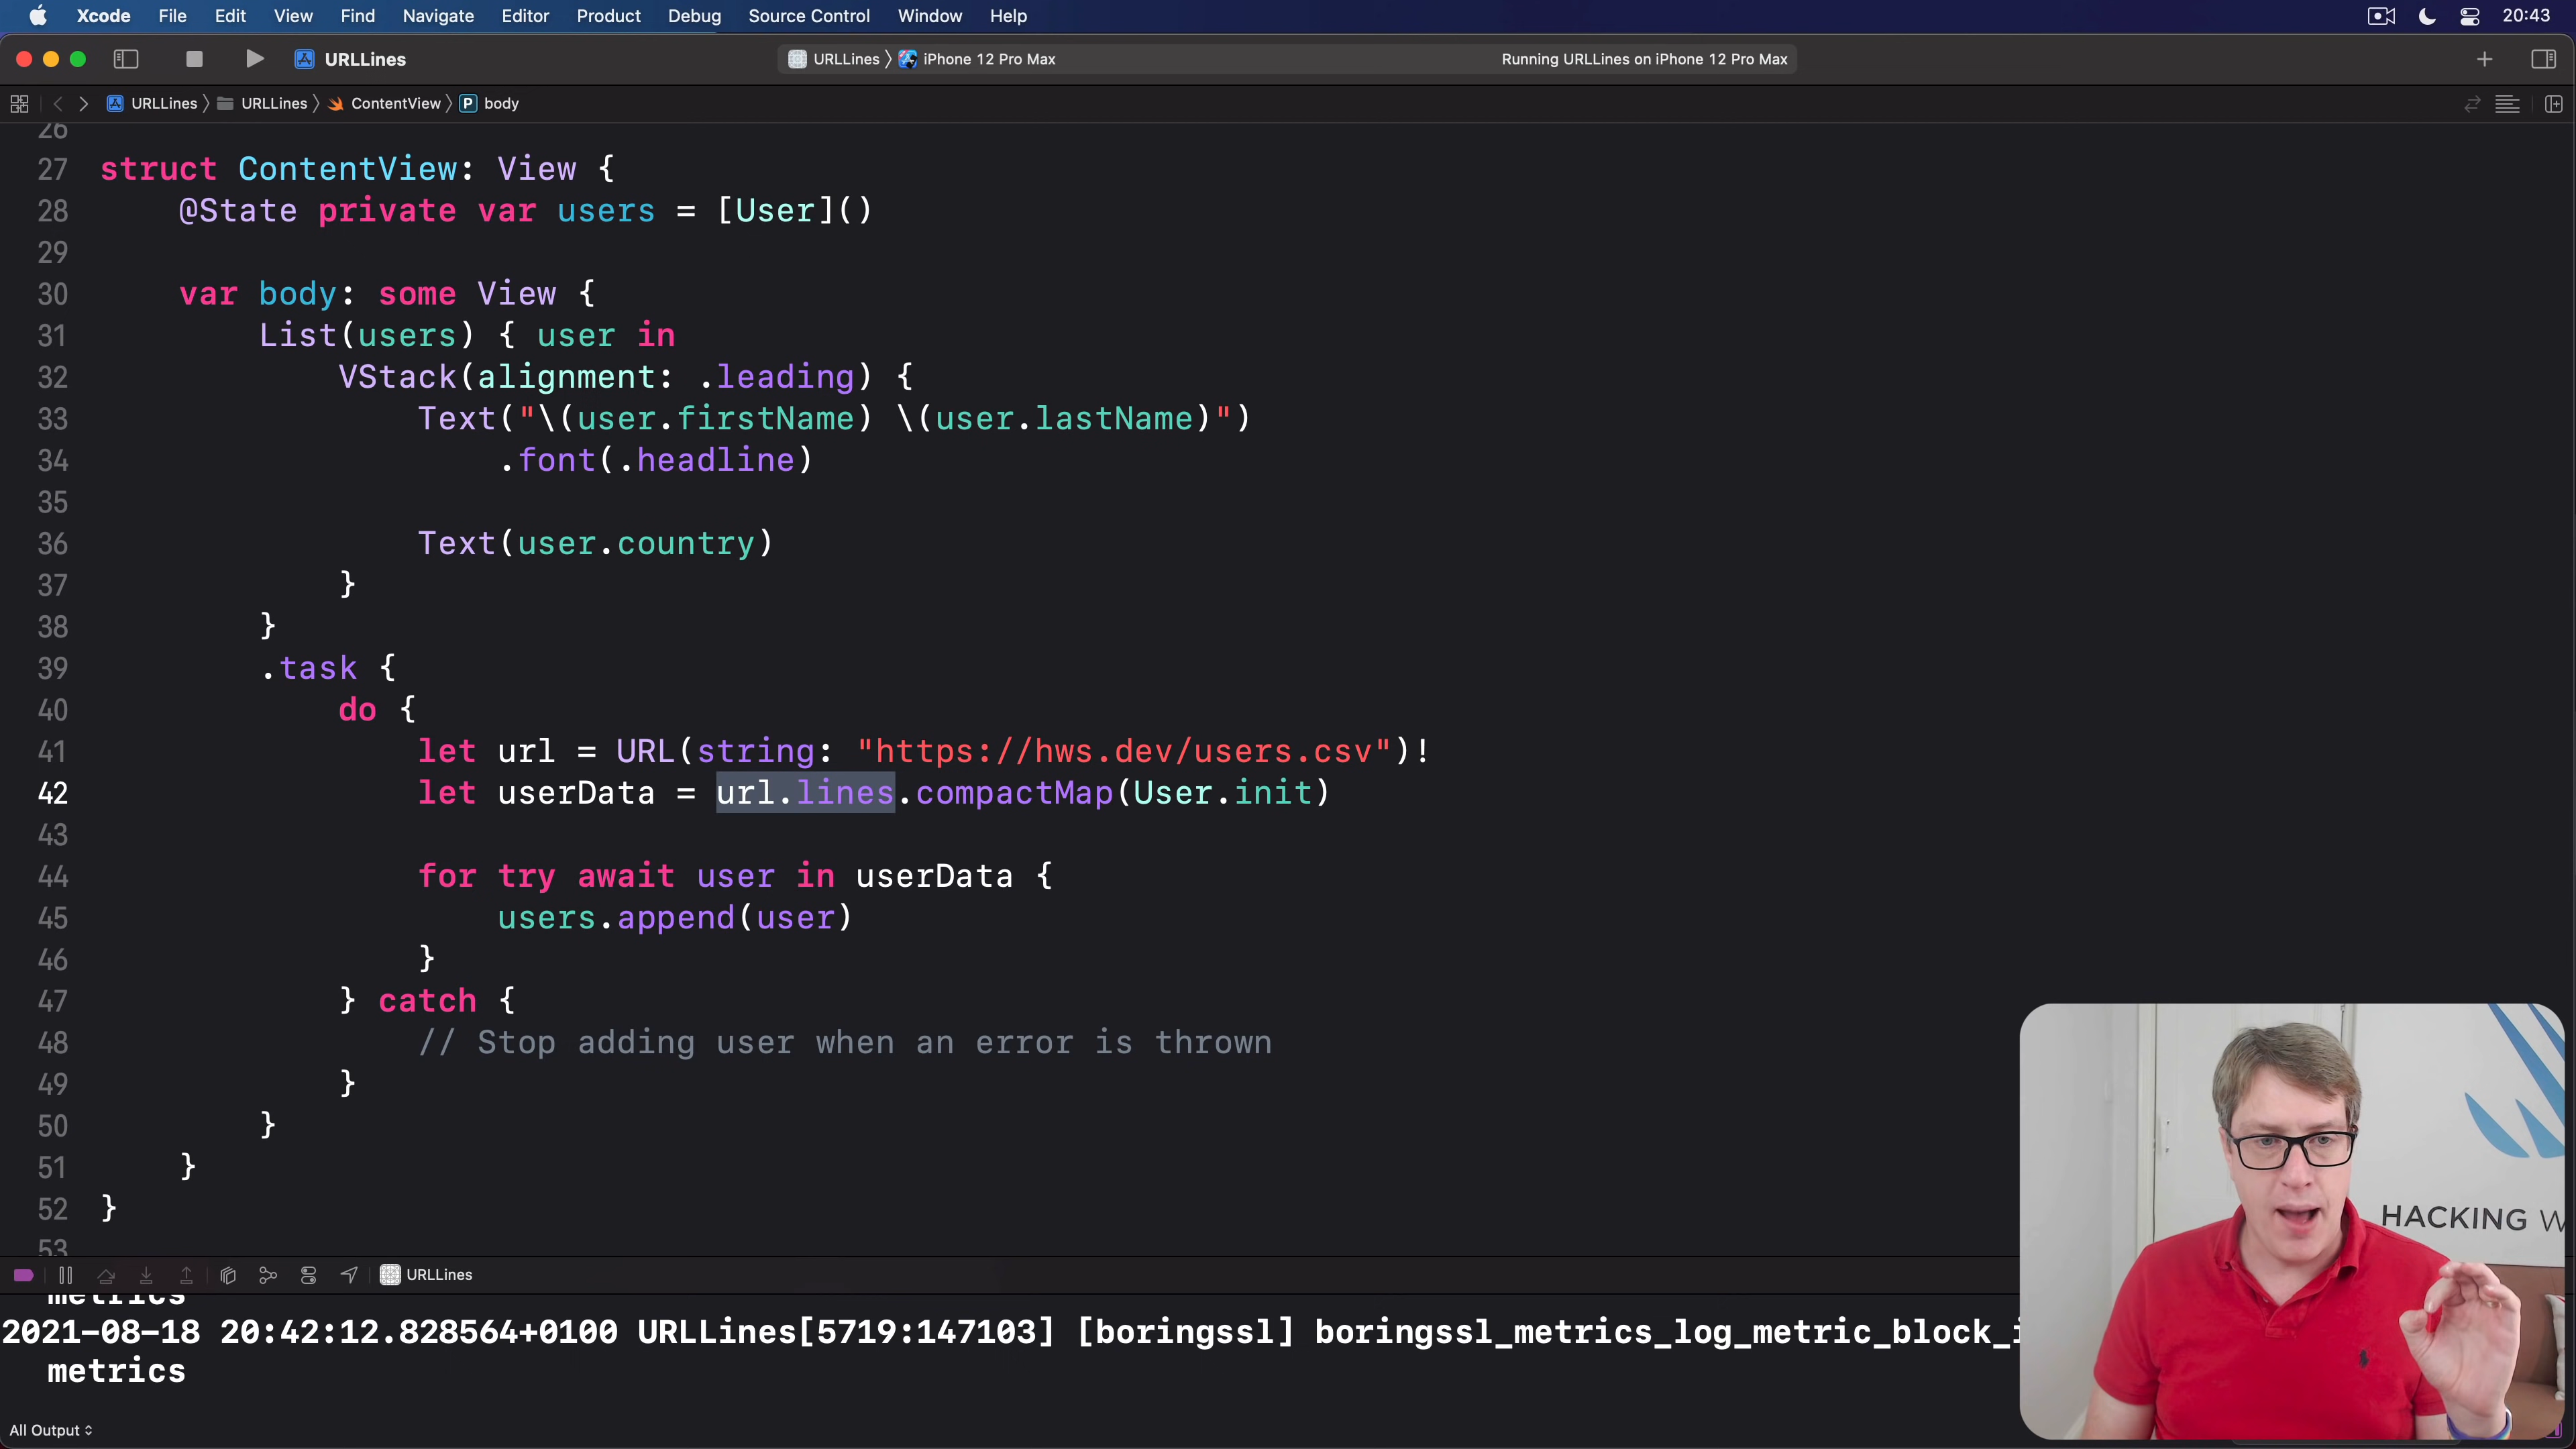 Xcode File Edit View Find Navigate Editor Product Debug Source Control Window Help 20:43
URLLines URLLines 〉 iPhone 12 Pro Max Running URLLines on iPhone 12 Pro Max
URLLines 〉 URLLines 〉 ContentView 〉 P body
26
27 struct ContentView: View {
28 @State private var users = [User]()
29
30 var body: some View {
31 List(users) { user in
32 VStack(alignment: .leading) {
33 Text("\(user.firstName) \(user.lastName)")
34 .font(.headline)
35
36 Text(user.country)
37 }
38 }
39 .task {
40 do {
41 let url = URL(string: "https://hws.dev/users.csv")!
42 let userData = url.lines.compactMap(User.init)
43
44 for try await user in userData {
45 users.append(user)
46 }
47 } catch {
48 // Stop adding user when an error is thrown
49 }
50 }
51 }
52 }
53
URLLines
metrics
2021-08-18 20:42:12.828564+0100 URLLines[5719:147103] [boringssl] boringssl_metrics_log_metric_block_i
metrics
All Output
HACKING W